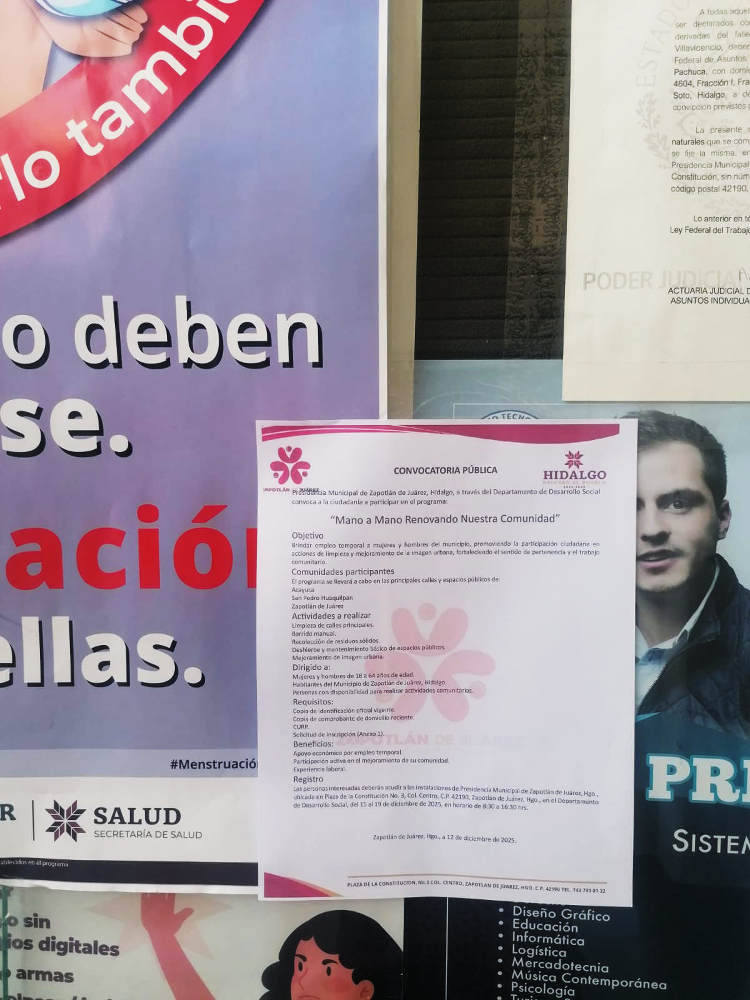 lo tambi
o deben
se.
ació
ellas.
#Menstruación
R
SALUD
SECRETARÍA DE SALUD
ablecidos en el programa
o sin
ios digitales
armas
A todas aquel
ser declarados co
derivadas del falle
Villavicencio, deber
Federal de Asuntos
Pachuca, con domic
4604, Fracción I, Fra
Soto, Hidalgo, a de
convicción previstos p
La presente c
naturales que se com
se fije la misma, en
Presidencia Municipal
Constitución, sin núm
código postal 42190.
Lo anterior en té
Ley Federal del Trabajo
ESTADO
PODER JUDICIA
ACTUARIA JUDICIAL D
ASUNTOS INDIVIDUA
O TECNO
ZAPOTLÁN DE JUÁREZ
CONVOCATORIA PÚBLICA
HIDALGO
PRIMERO EL PUEBLO
Presidencia Municipal de Zapotlán de Juárez, Hidalgo, a través del Departamento de Desarrollo Social
convoca a la ciudadanía a participar en el programa:
“Mano a Mano Renovando Nuestra Comunidad”
Objetivo
Brindar empleo temporal a mujeres y hombres del municipio, promoviendo la participación ciudadana en
acciones de limpieza y mejoramiento de la imagen urbana, fortaleciendo el sentido de pertenencia y el trabajo
comunitario.
Comunidades participantes
El programa se llevará a cabo en las principales calles y espacios públicos de:
Acayuca
San Pedro Huaquilpan
Zapotlán de Juárez
Actividades a realizar
Limpieza de calles principales.
Barrido manual.
Recolección de residuos sólidos.
Deshierbe y mantenimiento básico de espacios públicos.
Mejoramiento de imagen urbana.
Dirigido a:
Mujeres y hombres de 18 a 64 años de edad.
Habitantes del Municipio de Zapotlán de Juárez, Hidalgo.
Personas con disponibilidad para realizar actividades comunitarias.
Requisitos:
Copia de identificación oficial vigente.
Copia de comprobante de domicilio reciente.
CURP.
Solicitud de inscripción (Anexo 1).
ZAPOTLÁN DE JUÁREZ
Beneficios:
Apoyo económico por empleo temporal.
Participación activa en el mejoramiento de su comunidad.
Experiencia laboral.
Registro
Las personas interesadas deberán acudir a las instalaciones de Presidencia Municipal de Zapotlán de Juárez, Hgo.,
ubicada en Plaza de la Constitución No. 3, Col. Centro, C.P. 42190, Zapotlán de Juárez, Hgo., en el Departamento
de Desarrollo Social, del 15 al 19 de diciembre de 2025, en horario de 8:30 a 16:30 hrs.
Zapotlán de Juárez, Hgo., a 12 de diciembre de 2025.
PLAZA DE LA CONSTITUCION, No.3 COL. CENTRO, ZAPOTLAN DE JUAREZ, HGO. C.P. 42190 TEL. 743 791 01 32
PRE
SISTEM
• Diseño Gráfico
• Educación
• Informática
• Logística
• Mercadotecnia
• Música Contemporánea
• Psicología